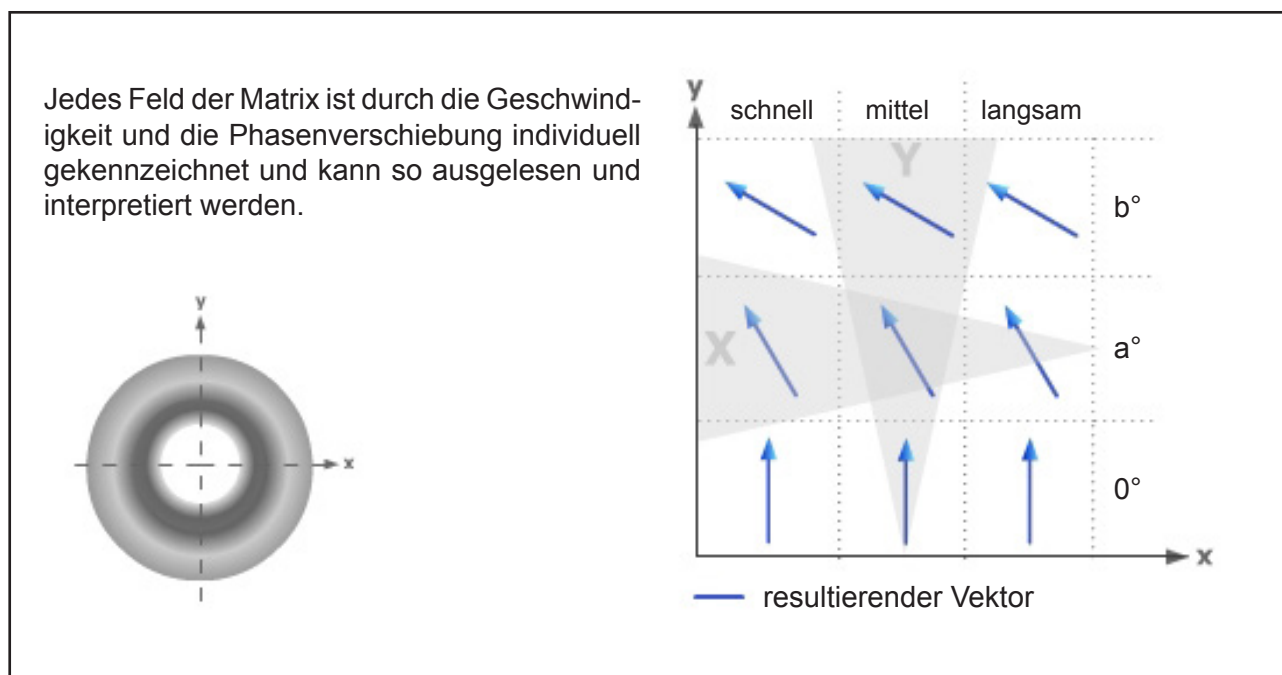 Jedes Feld der Matrix ist durch die Geschwind-
igkeit und die Phasenverschiebung individuell
gekennzeichnet und kann so ausgelesen und
interpretiert werden.
y
x
y
schnell mittel langsam
Y
b°
X
a°
0°
x
resultierender Vektor